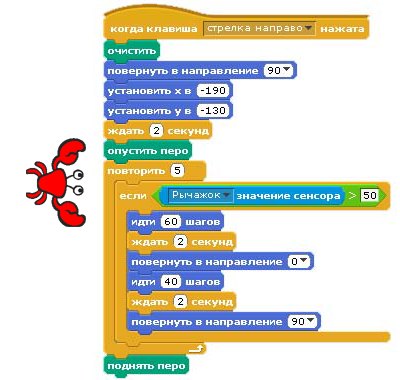 когда клавиша стрелка направо нажата
очистить
повернуть в направление 90
установить x в -190
установить y в -130
ждать 2 секунд
опустить перо
повторить 5
если Рычажок значение сенсора > 50
идти 60 шагов
ждать 2 секунд
повернуть в направление 0
идти 40 шагов
ждать 2 секунд
повернуть в направление 90
поднять перо